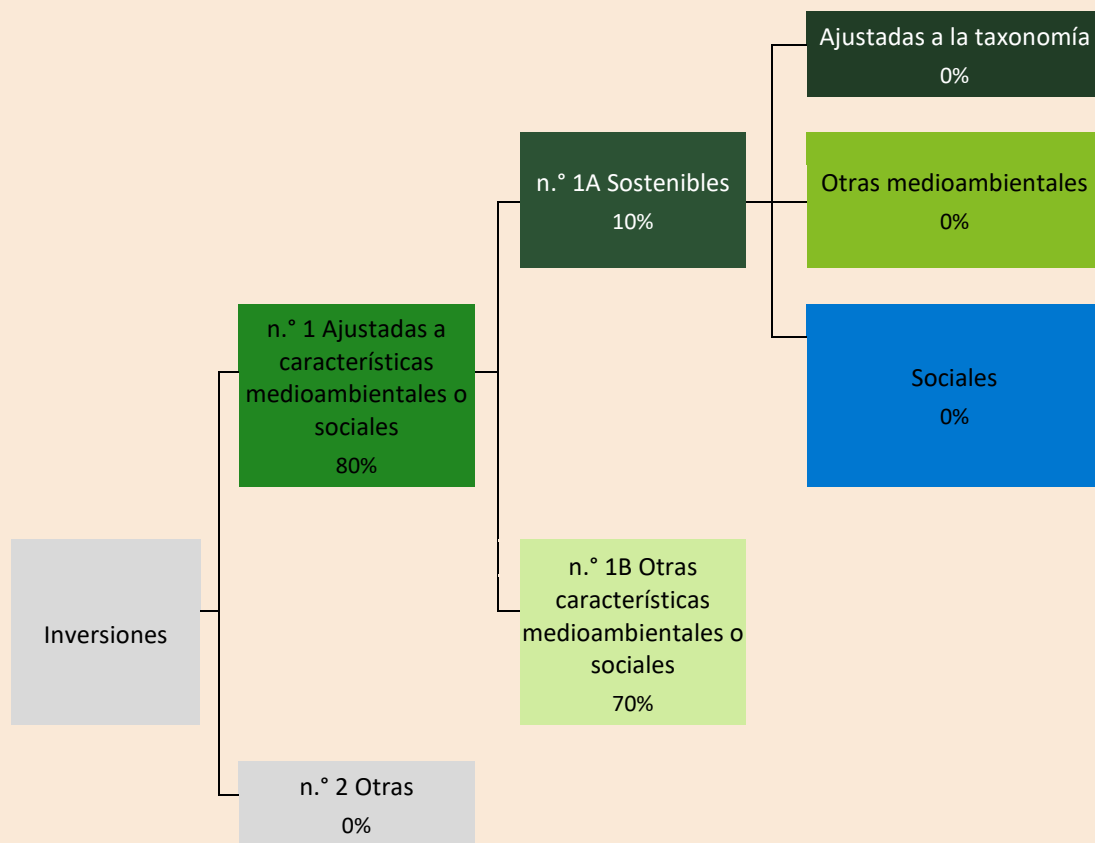 Ajustadas a la taxonomía
0%
n.° 1A Sostenibles
10%
Otras medioambientales
0%
n.° 1 Ajustadas a
características
medioambientales o
sociales
80%
Sociales
0%
Inversiones
n.° 1B Otras
características
medioambientales o
sociales
70%
n.° 2 Otras
0%